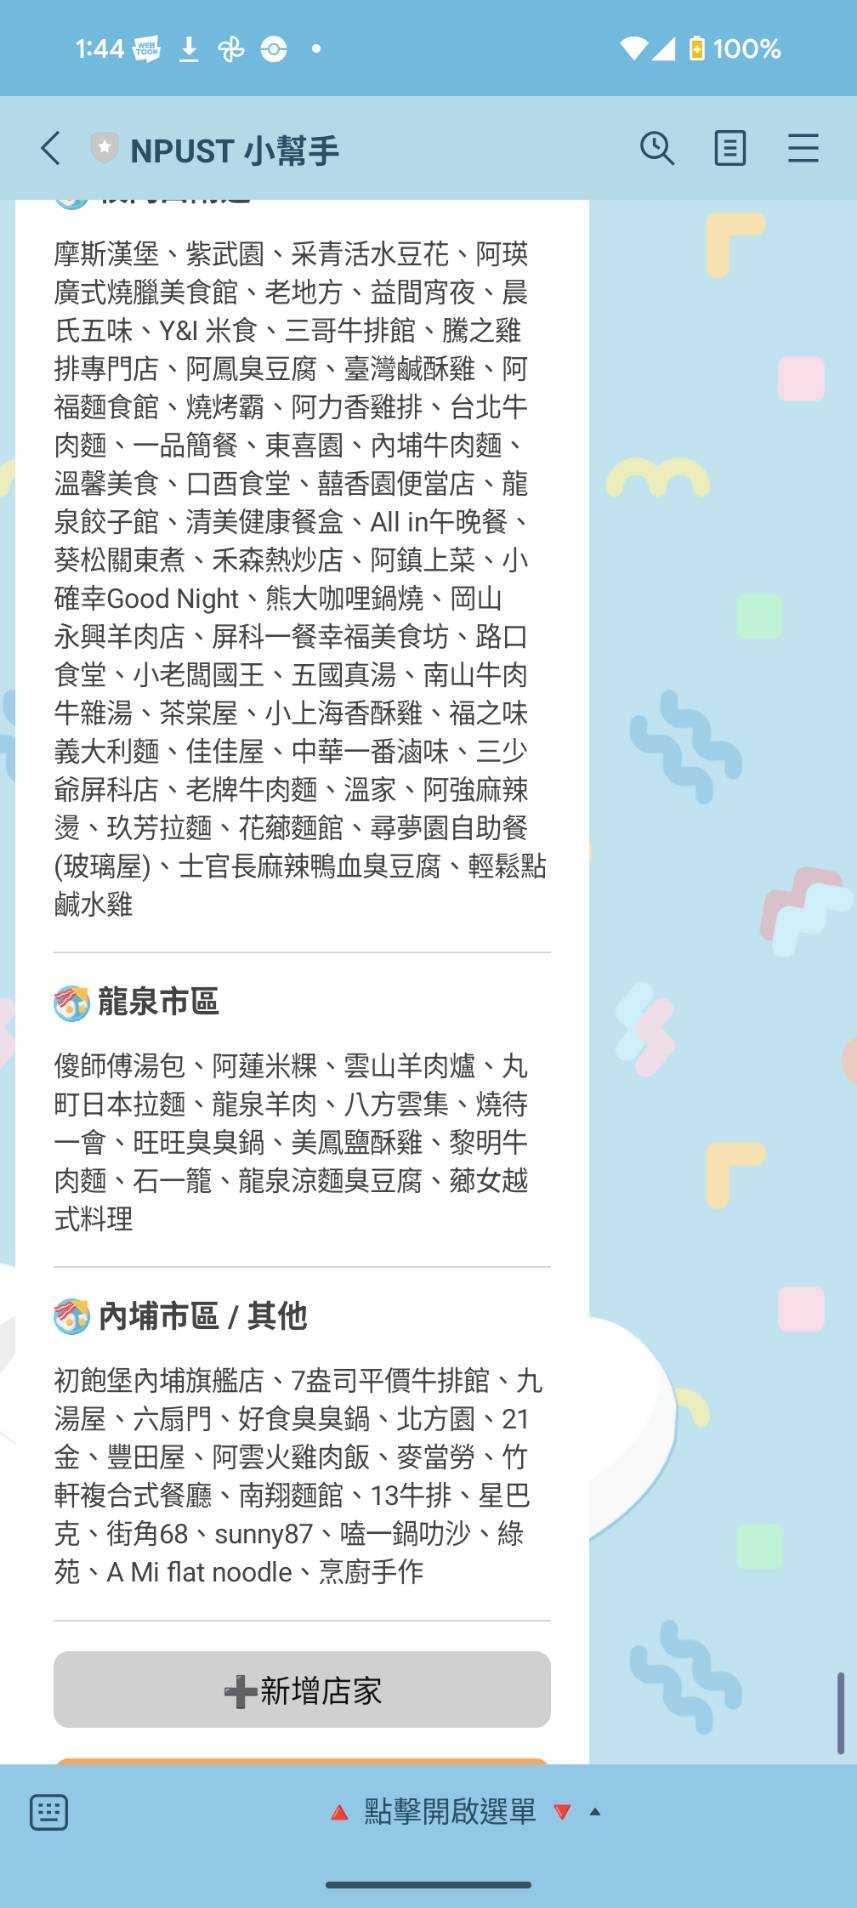 1:44
100%
NPUST 小幫手
摩斯漢堡、紫武園、采青活水豆花、阿瑛
廣式燒臘美食館、老地方、益間宵夜、晨
氏五味、Y&I 米食、三哥牛排館、騰之雞
排專門店、阿鳳臭豆腐、臺灣鹹酥雞、阿
福麵食館、燒烤霸、阿力香雞排、台北牛
肉麵、一品簡餐、東喜園、內埔牛肉麵、
溫馨美食、口西食堂、囍香園便當店、龍
泉餃子館、清美健康餐盒、All in午晚餐、
葵松關東煮、禾森熱炒店、阿鎮上菜、小
確幸Good Night、熊大咖哩鍋燒、岡山
永興羊肉店、屏科一餐幸福美食坊、路口
食堂、小老闆國王、五國真湯、南山牛肉
牛雜湯、茶棠屋、小上海香酥雞、福之味
義大利麵、佳佳屋、中華一番滷味、三少
爺屏科店、老牌牛肉麵、溫家、阿強麻辣
燙、玖芳拉麵、花薌麵館、尋夢園自助餐
(玻璃屋)、士官長麻辣鴨血臭豆腐、輕鬆點
鹹水雞
龍泉市區
傻師傅湯包、阿蓮米粿、雲山羊肉爐、丸
町日本拉麵、龍泉羊肉、八方雲集、燒待
一會、旺旺臭臭鍋、美鳳鹽酥雞、黎明牛
肉麵、石一籠、龍泉涼麵臭豆腐、薌女越
式料理
內埔市區 / 其他
初飽堡內埔旗艦店、7盎司平價牛排館、九
湯屋、六扇門、好食臭臭鍋、北方園、21
金、豐田屋、阿雲火雞肉飯、麥當勞、竹
軒複合式餐廳、南翔麵館、13牛排、星巴
克、街角68、sunny87、嗑一鍋叻沙、綠
苑、A Mi flat noodle、烹廚手作
➕新增店家
🔺 點擊開啟選單 🔻 ▲